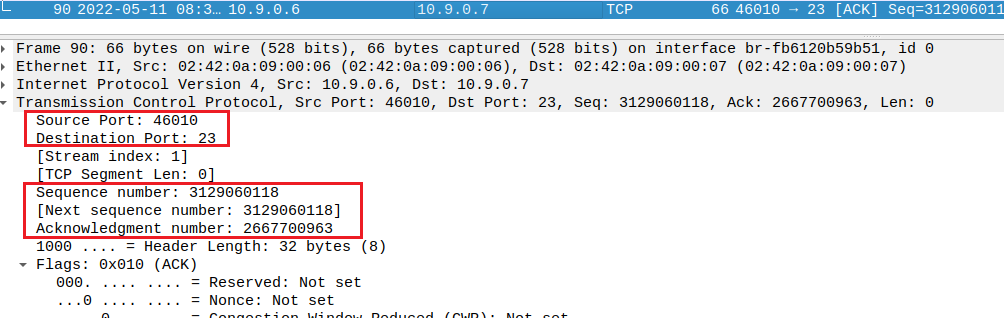 90 2022-05-11 08:3… 10.9.0.6 10.9.0.7 TCP 66 46010 → 23 [ACK] Seq=312906011
Frame 90: 66 bytes on wire (528 bits), 66 bytes captured (528 bits) on interface br-fb6120b59b51, id 0
Ethernet II, Src: 02:42:0a:09:00:06 (02:42:0a:09:00:06), Dst: 02:42:0a:09:00:07 (02:42:0a:09:00:07)
Internet Protocol Version 4, Src: 10.9.0.6, Dst: 10.9.0.7
Transmission Control Protocol, Src Port: 46010, Dst Port: 23, Seq: 3129060118, Ack: 2667700963, Len: 0
Source Port: 46010
Destination Port: 23
[Stream index: 1]
[TCP Segment Len: 0]
Sequence number: 3129060118
[Next sequence number: 3129060118]
Acknowledgment number: 2667700963
1000 .... = Header Length: 32 bytes (8)
Flags: 0x010 (ACK)
000. .... .... = Reserved: Not set
...0 .... .... = Nonce: Not set
.... 0... .... = Congestion Window Reduced (CWR): Not set